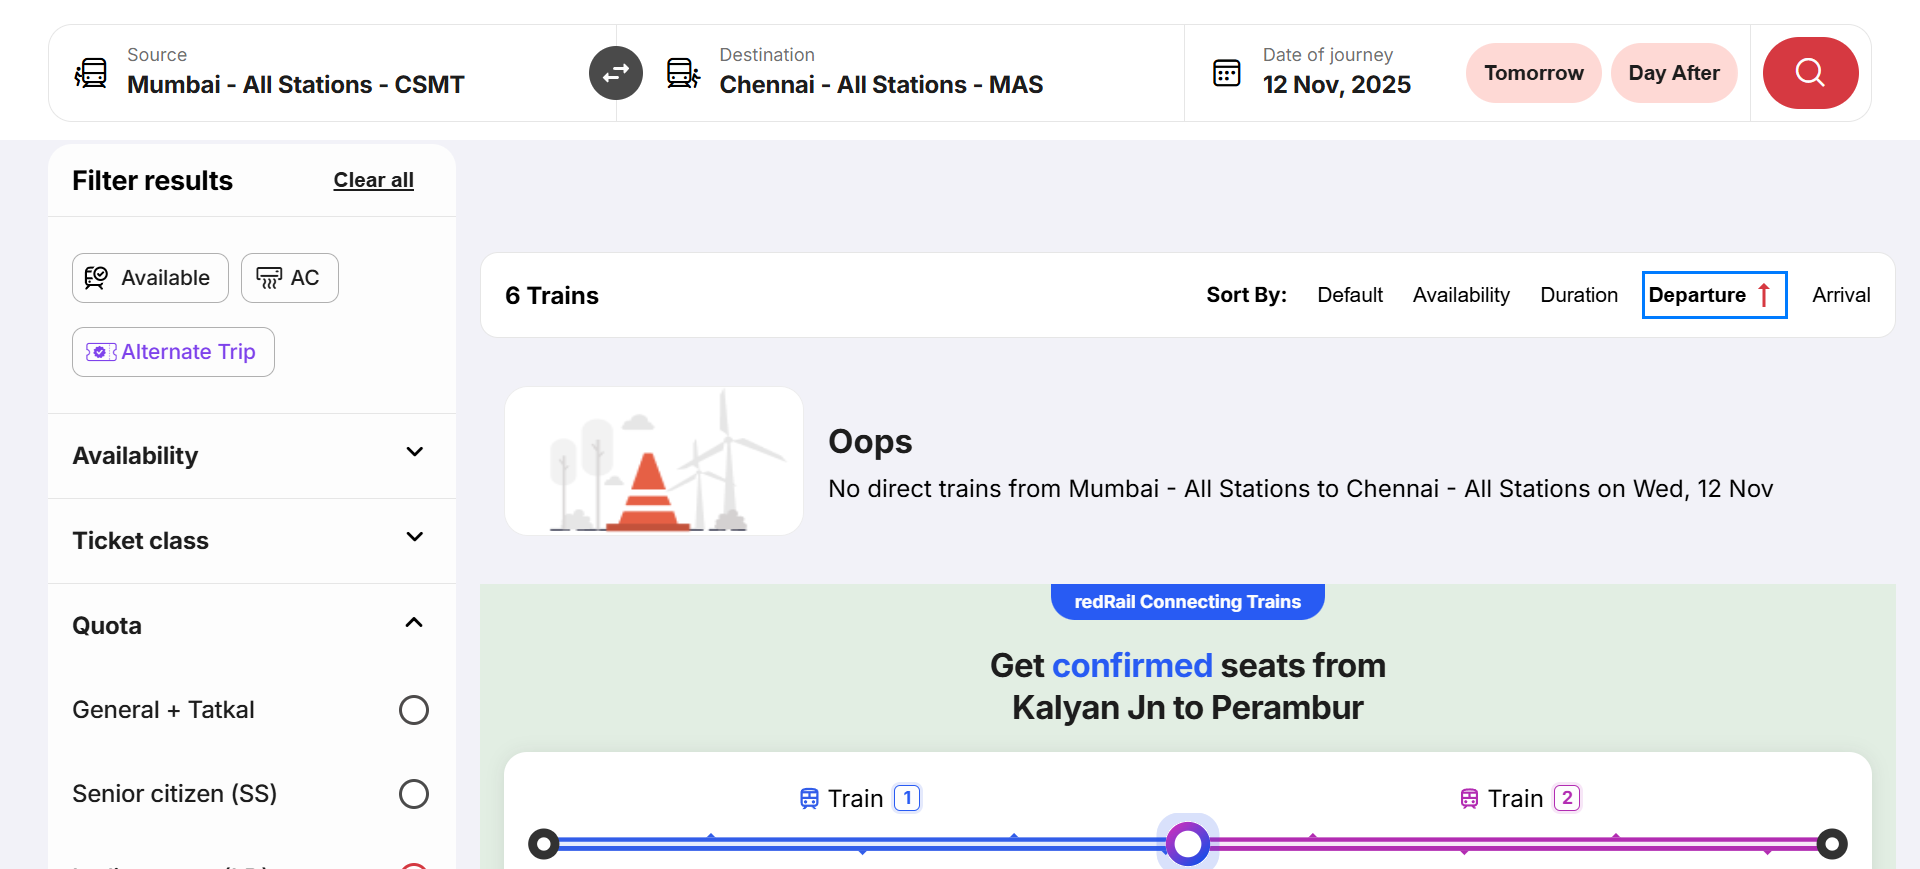 Source
Mumbai - All Stations - CSMT
Destination
Chennai - All Stations - MAS
Date of journey
12 Nov, 2025
Tomorrow
Day After
Filter results
Clear all
Available
AC
Alternate Trip
Availability
Ticket class
Quota
General + Tatkal
Senior citizen (SS)
6 Trains
Sort By:
Default
Availability
Duration
Departure
Arrival
Oops
No direct trains from Mumbai - All Stations to Chennai - All Stations on Wed, 12 Nov
redRail Connecting Trains
Get confirmed seats from
Kalyan Jn to Perambur
Train 1
Train 2